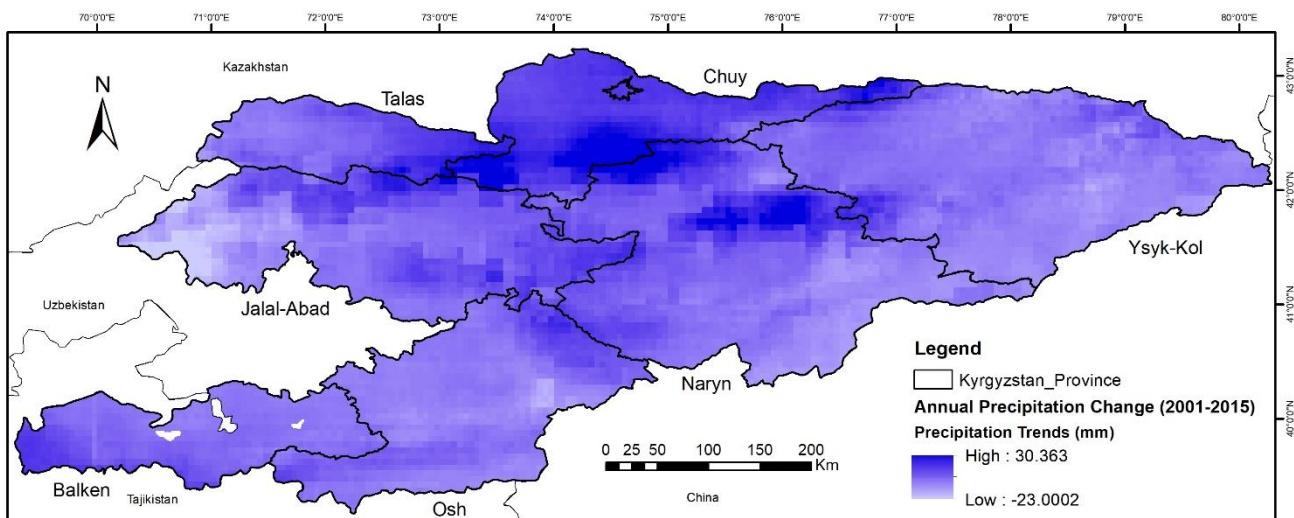 70°0'0"E 71°0'0"E 72°0'0"E 73°0'0"E 74°0'0"E 75°0'0"E 76°0'0"E 77°0'0"E 78°0'0"E 79°0'0"E 80°0'0"E
Kazakhstan
N
Talas
Chuy
43°0'0"N
42°0'0"N
Ysyk-Kol
Uzbekistan
Jalal-Abad
41°0'0"N
Naryn
Legend
Kyrgyzstan_Province
Annual Precipitation Change (2001-2015)
Precipitation Trends (mm)
High : 30.363
Low : -23.0002
40°0'0"N
0 25 50 100 150 200
Km
Balken
Tajikistan
Osh
China